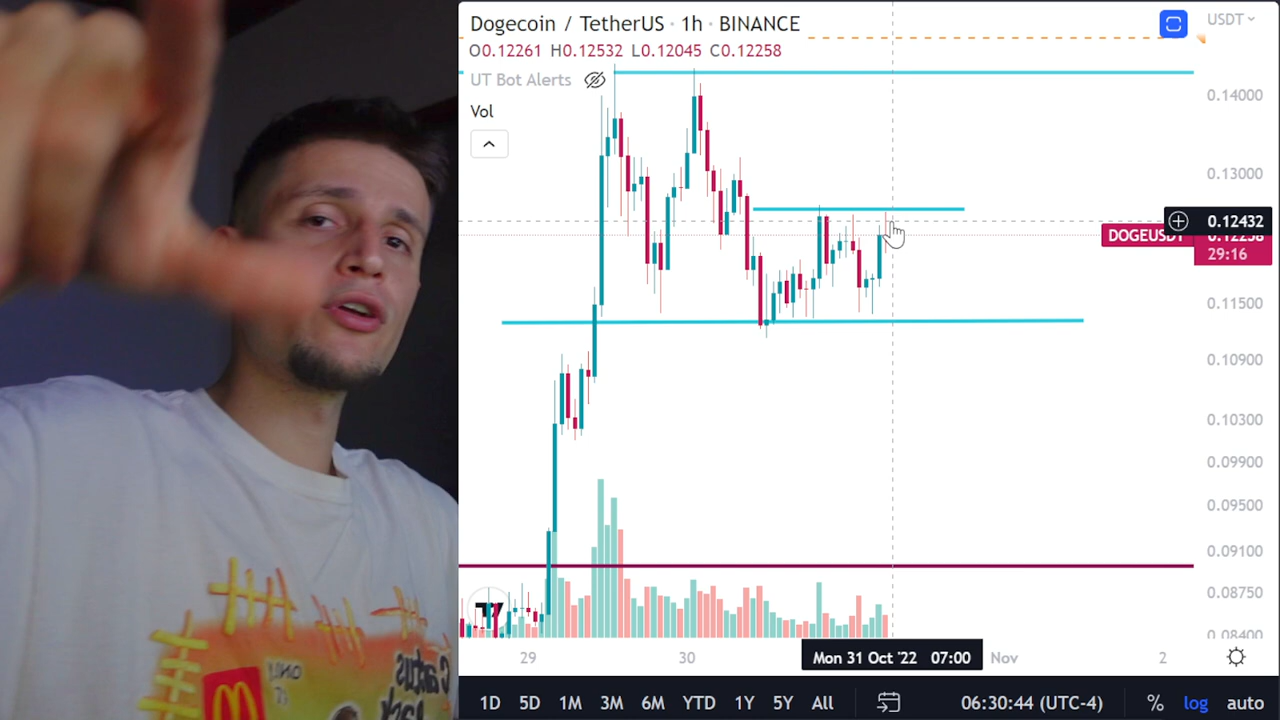 Dogecoin / TetherUS · 1h · BINANCE
USDT
O0.12261 H0.12532 L0.12045 C0.12258
UT Bot Alerts
Vol
0.14000
0.13000
0.12432
DOGEUSDT 0.12258
29:16
0.11500
0.10900
0.10300
0.09900
0.09500
0.09100
0.08750
0.08400
29 30 Mon 31 Oct '22 07:00 Nov 2
1D 5D 1M 3M 6M YTD 1Y 5Y All 06:30:44 (UTC-4) % log auto